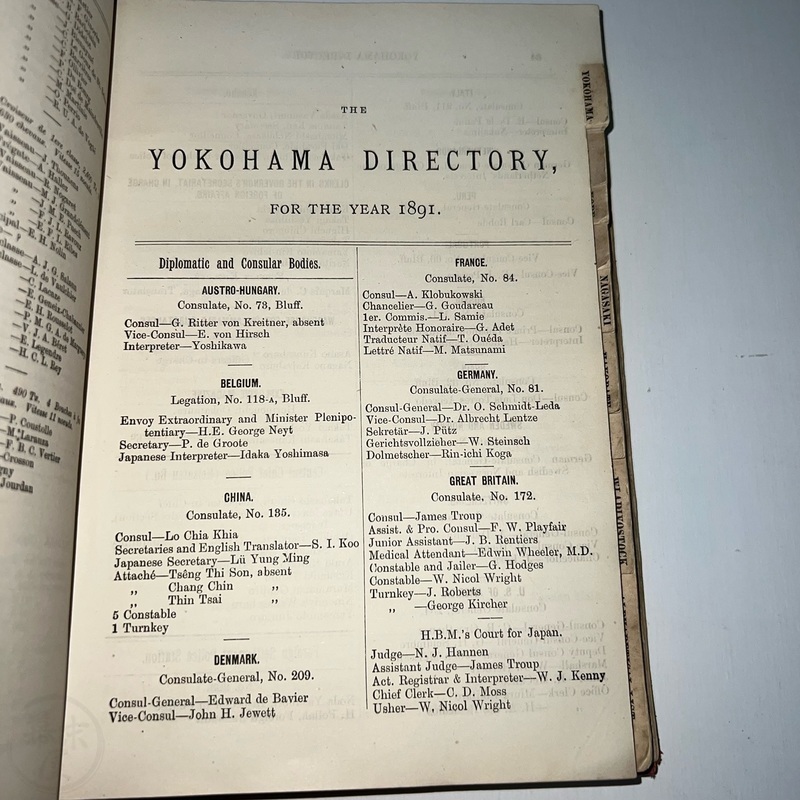 THE
YOKOHAMA DIRECTORY,
FOR THE YEAR 1891.
Diplomatic and Consular Bodies.
AUSTRO-HUNGARY.
Consulate, No. 73, Bluff.
Consul—G. Ritter von Kreitner, absent
Vice-Consul—E. von Hirsch
Interpreter—Yoshikawa
BELGIUM.
Legation, No. 118-A, Bluff.
Envoy Extraordinary and Minister Plenipo-
tentiary—H.E. George Neyt
Secretary—P. de Groote
Japanese Interpreter—Idaka Yoshimasa
CHINA.
Consulate, No. 135.
Consul—Lo Chia Khia
Secretaries and English Translator—S. I. Koo
Japanese Secretary—Lü Yung Ming
Attaché—Tsêng Thi Son, absent
„ Chang Chin „
„ Thin Tsai „
5 Constable
1 Turnkey
DENMARK.
Consulate-General, No. 209.
Consul-General—Edward de Bavier
Vice-Consul—John H. Jewett
FRANCE.
Consulate, No. 84.
Consul—A. Klobukowski
Chancelier—G. Goudareau
1er. Commis.—L. Samie
Interprète Honoraire—G. Adet
Traducteur Natif—T. Ouéda
Lettré Natif—M. Matsunami
GERMANY.
Consulate-General, No. 81.
Consul-General—Dr. O. Schmidt-Leda
Vice-Consul—Dr. Albrecht Lentze
Sekretär—J. Pütz
Gerichtsvollzieher—W. Steinsch
Dolmetscher—Rin-ichi Koga
GREAT BRITAIN.
Consulate, No. 172.
Consul—James Troup
Assist. & Pro. Consul—F. W. Playfair
Junior Assistant—J. B. Rentiers
Medical Attendant—Edwin Wheeler, M.D.
Constable and Jailer—G. Hodges
Constable—W. Nicol Wright
Turnkey—J. Roberts
„ —George Kircher
H.B.M.'s Court for Japan.
Judge—N. J. Hannen
Assistant Judge—James Troup
Act. Registrar & Interpreter—W. J. Kenny
Chief Clerk—C. D. Moss
Usher—W. Nicol Wright
YOKOHAMA
NAGASAKI
WLADIVOSTOCK